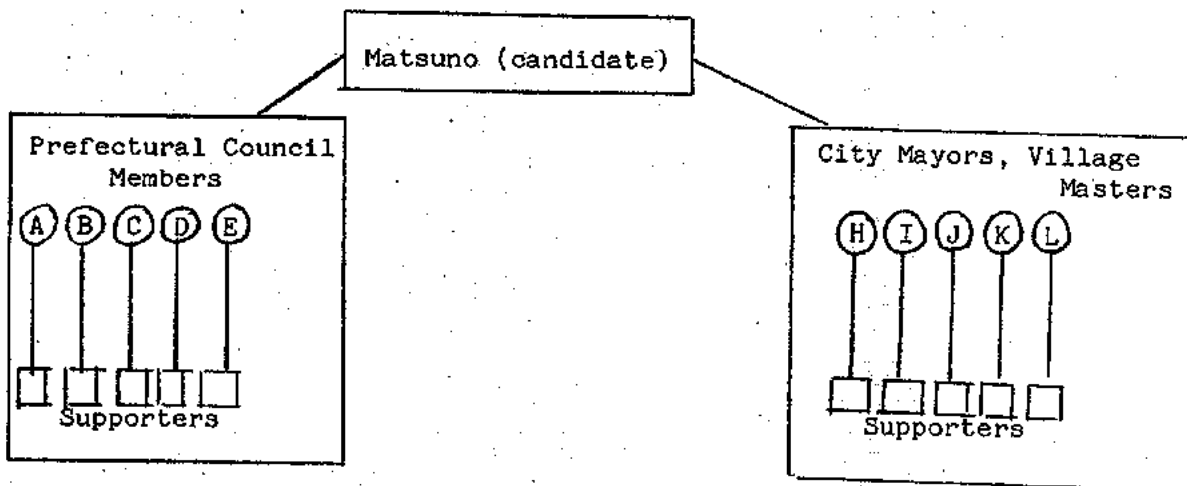 Matsuno (candidate)
Prefectural Council
Members
A B C D E
Supporters
City Mayors, Village
Masters
H I J K L
Supporters